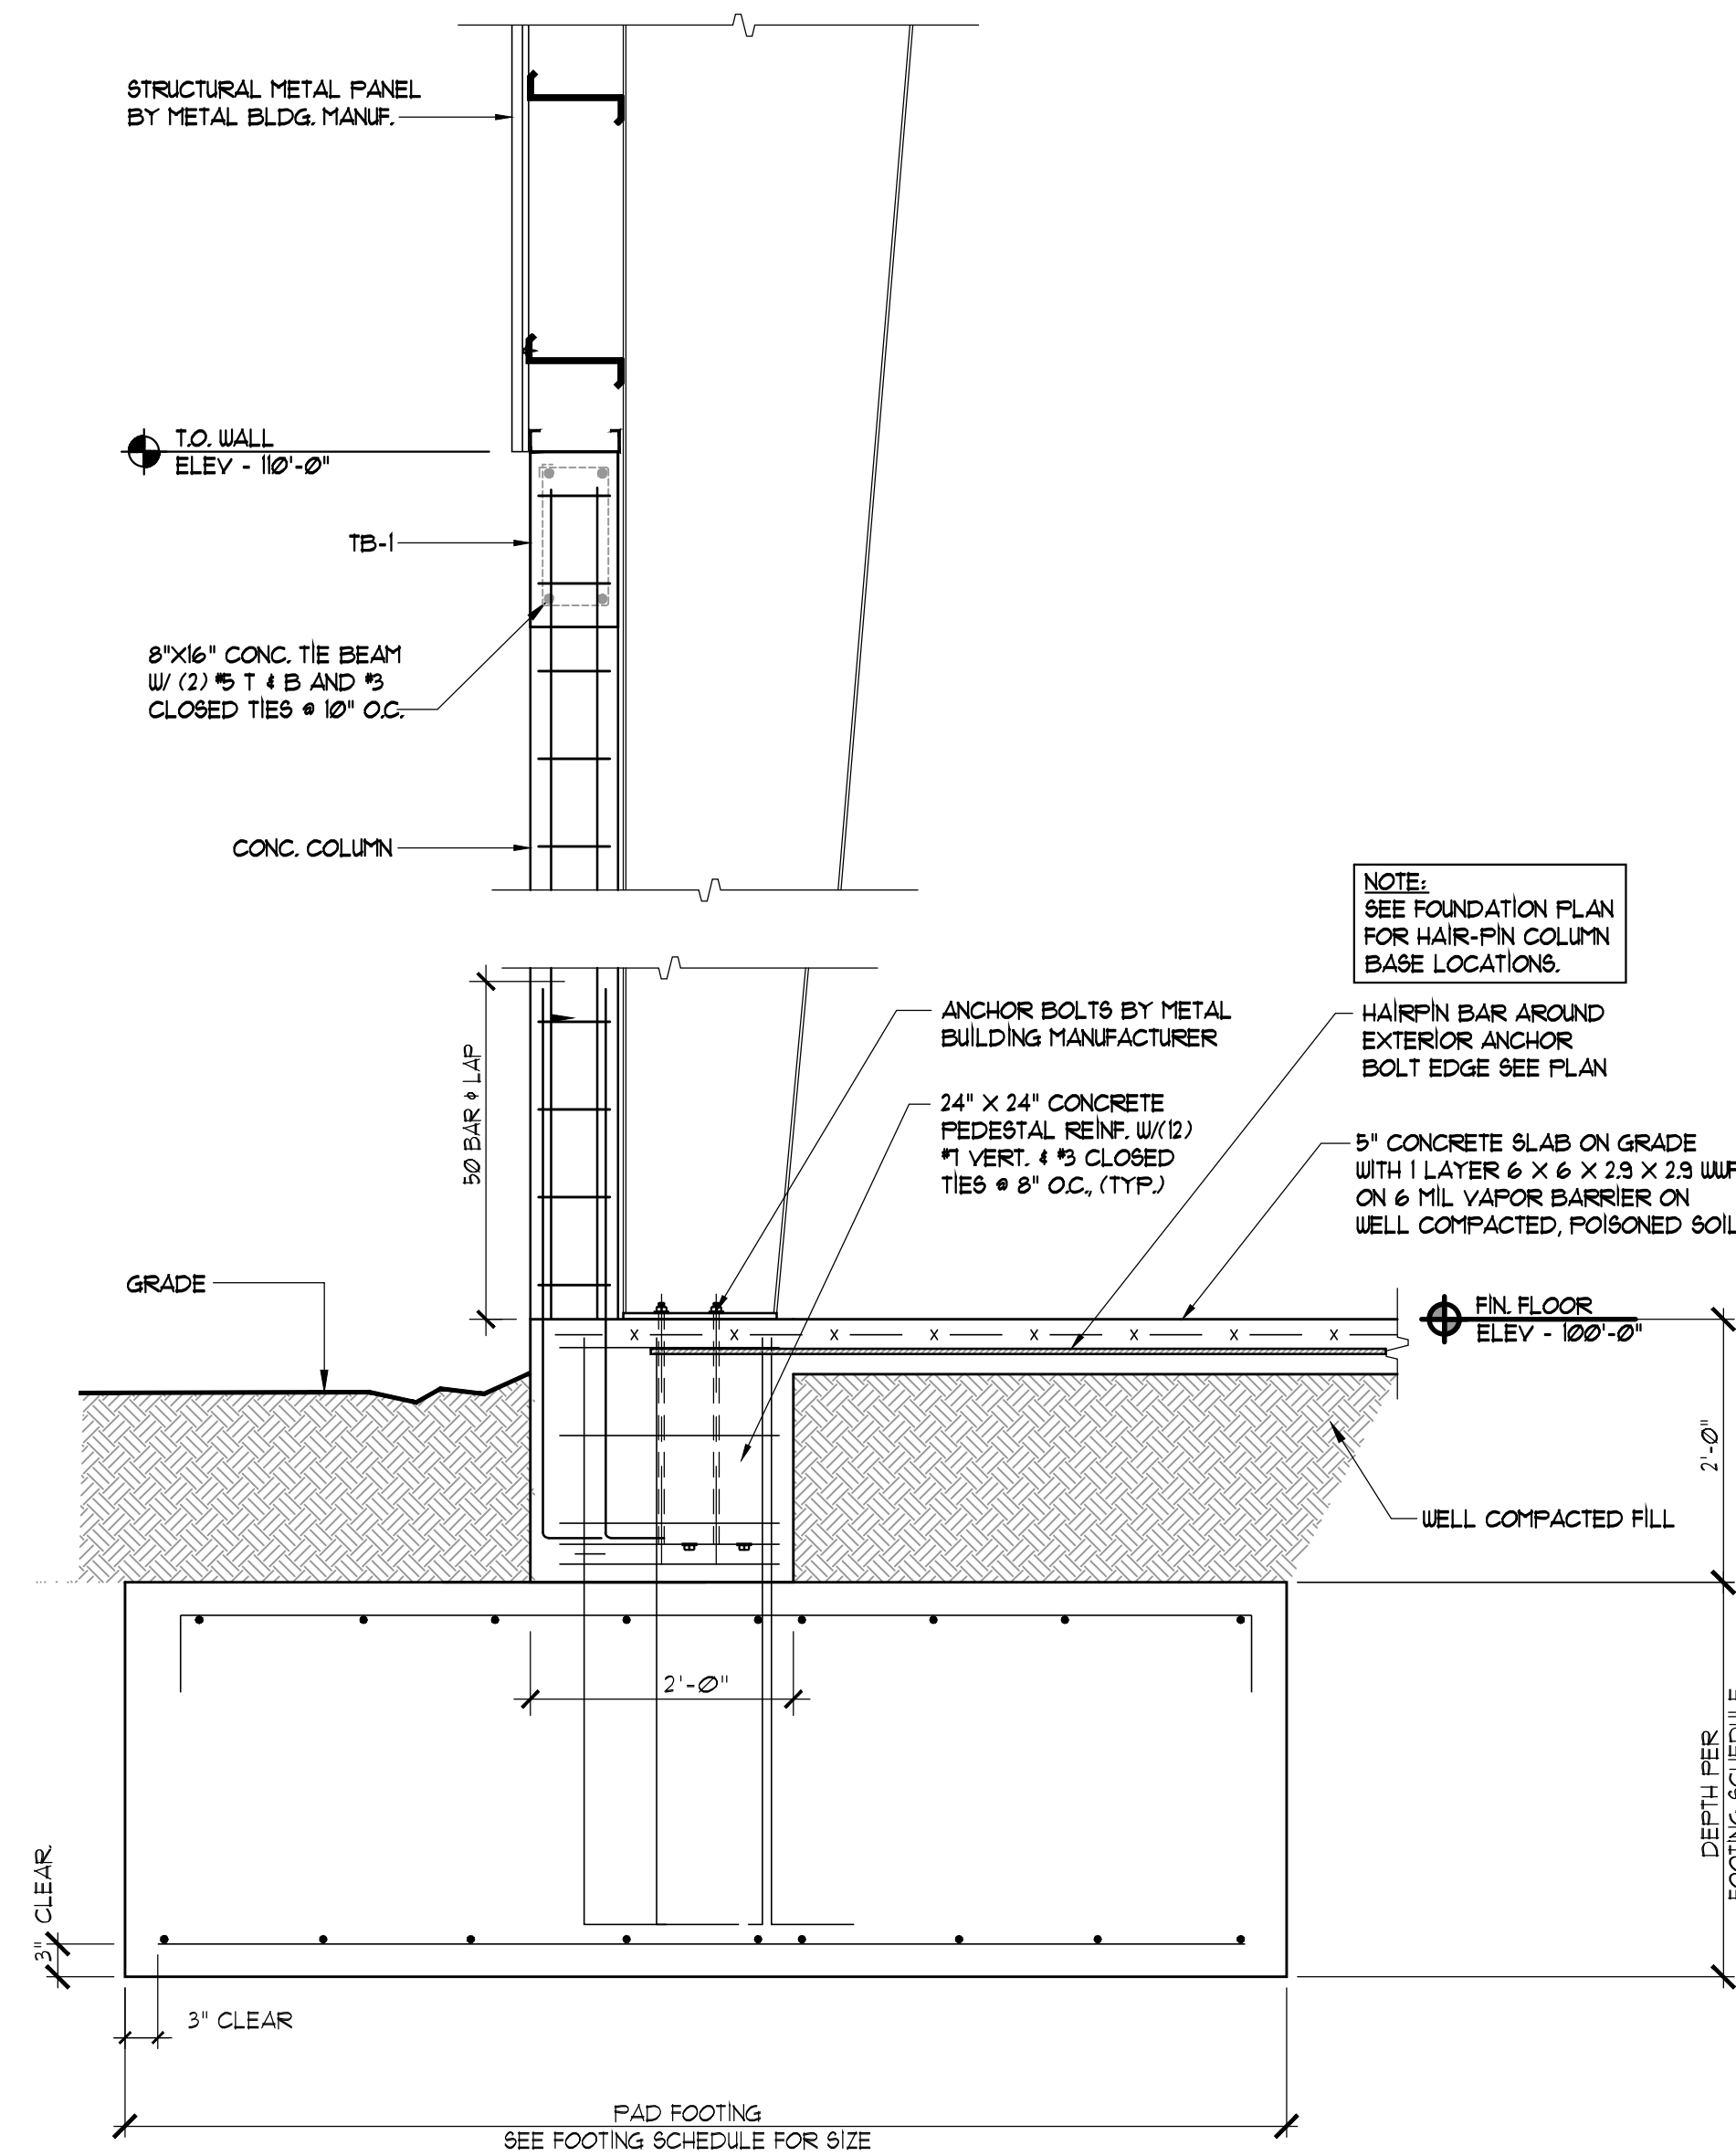 STRUCTURAL METAL PANEL
BY METAL BLDG. MANUF.
T.O. WALL
ELEV - 110'-0"
TB-1
8"X16" CONC. TIE BEAM
W/ (2) #5 T & B AND #3
CLOSED TIES @ 10" O.C.
CONC. COLUMN
NOTE:
SEE FOUNDATION PLAN
FOR HAIR-PIN COLUMN
BASE LOCATIONS.
50 BAR ϕ LAP
ANCHOR BOLTS BY METAL
BUILDING MANUFACTURER
HAIRPIN BAR AROUND
EXTERIOR ANCHOR
BOLT EDGE SEE PLAN
24" X 24" CONCRETE
PEDESTAL REINF. W/(12)
#7 VERT. & #3 CLOSED
TIES @ 8" O.C., (TYP.)
5" CONCRETE SLAB ON GRADE
WITH 1 LAYER 6 X 6 X 2.9 X 2.9 WWF
ON 6 MIL VAPOR BARRIER ON
WELL COMPACTED, POISONED SOIL
GRADE
FIN. FLOOR
ELEV - 100'-0"
X X X X X X X X
2'-0"
WELL COMPACTED FILL
2'-0"
DEPTH PER
FOOTING SCHEDULE
3" CLEAR.
3" CLEAR
PAD FOOTING
SEE FOOTING SCHEDULE FOR SIZE